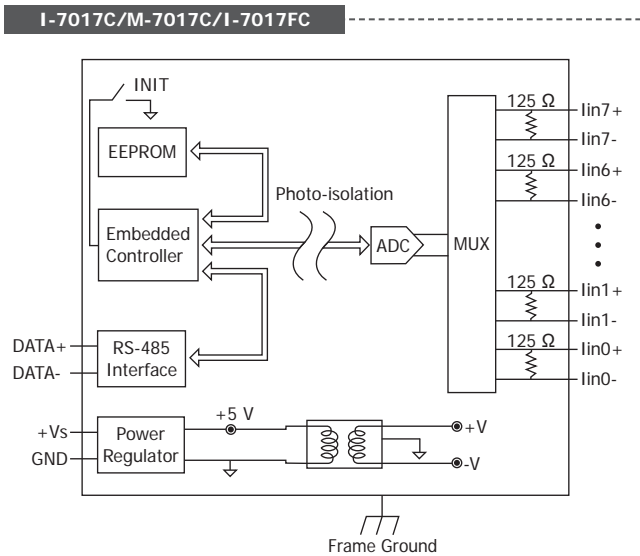 I-7017C/M-7017C/I-7017FC
INIT
EEPROM
Photo-isolation
Embedded
Controller
ADC
MUX
125 Ω
Iin7+
Iin7-
125 Ω
Iin6+
Iin6-
125 Ω
Iin1+
Iin1-
125 Ω
Iin0+
Iin0-
DATA+
DATA-
RS-485
Interface
+Vs
GND
Power
Regulator
+5 V
+V
-V
Frame Ground